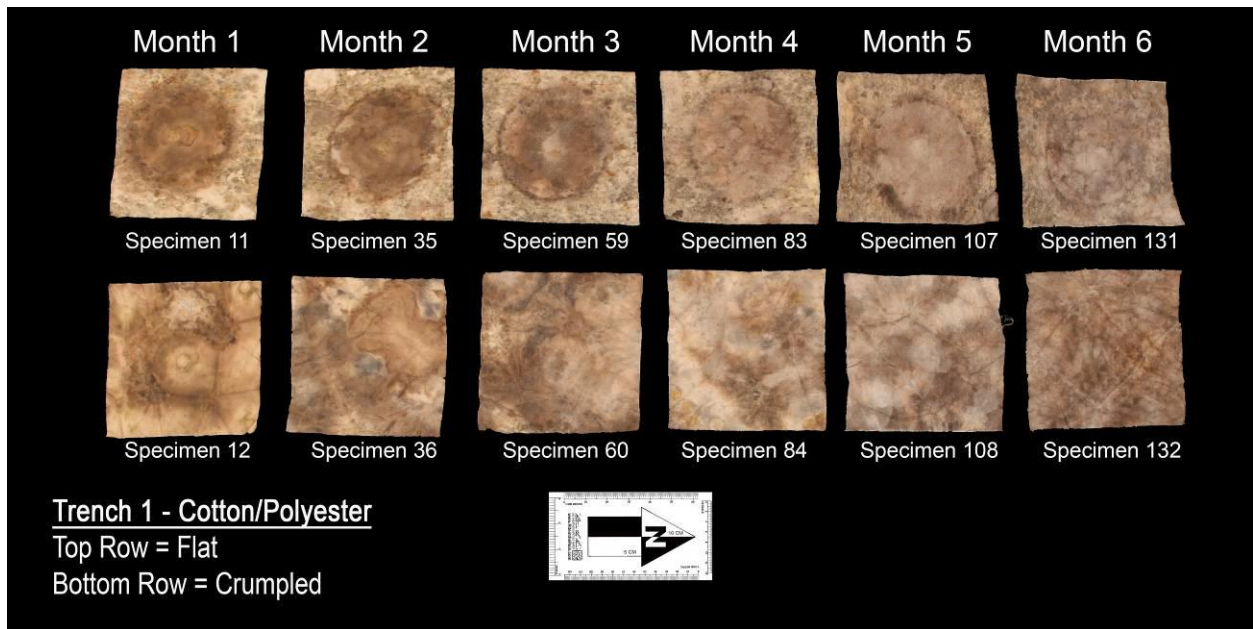 Month 1 Month 2 Month 3 Month 4 Month 5 Month 6
Specimen 11 Specimen 35 Specimen 59 Specimen 83 Specimen 107 Specimen 131
Specimen 12 Specimen 36 Specimen 60 Specimen 84 Specimen 108 Specimen 132
Trench 1 - Cotton/Polyester
Top Row = Flat
Bottom Row = Crumpled
N
10 CM
5 CM